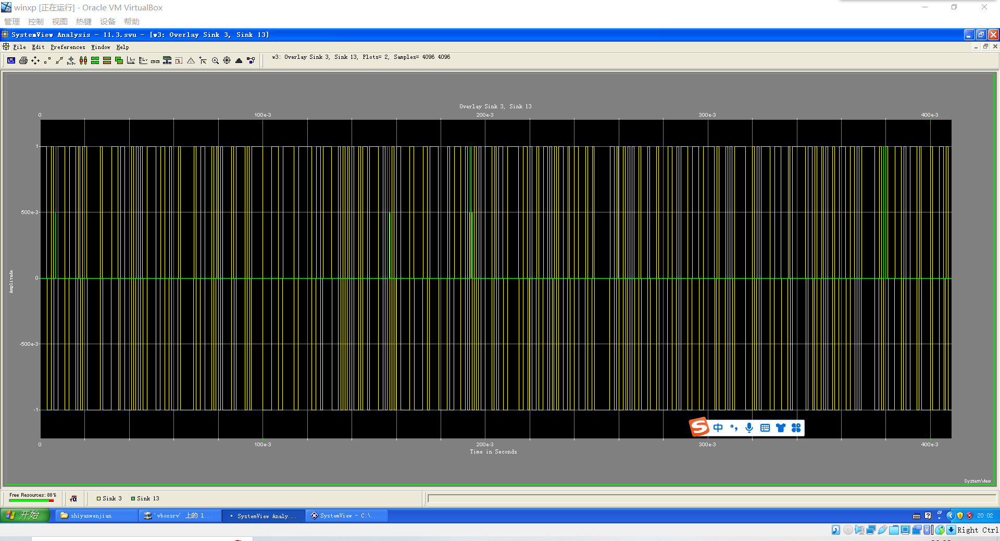 winxp [正在运行] - Oracle VM VirtualBox
管理 控制 视图 热键 设备 帮助
SystemView Analysis - 11.3.svu - [w3: Overlay Sink 3, Sink 13]
File Edit Preferences Window Help
w3: Overlay Sink 3, Sink 13, Plots= 2, Samples= 4096 4096
Overlay Sink 3, Sink 13
0 100e-3 200e-3 300e-3 400e-3
1
500e-3
0
Amplitude
-500e-3
-1
中
0 100e-3 200e-3 300e-3 400e-3
Time in Seconds
SystemView
Free Resources: 88%
Sink 3 Sink 13
开始 shiyanwenjian 'vboxsrv' 上的 l... SystemView Analy... SystemView - C:\... 20:02
Right Ctrl